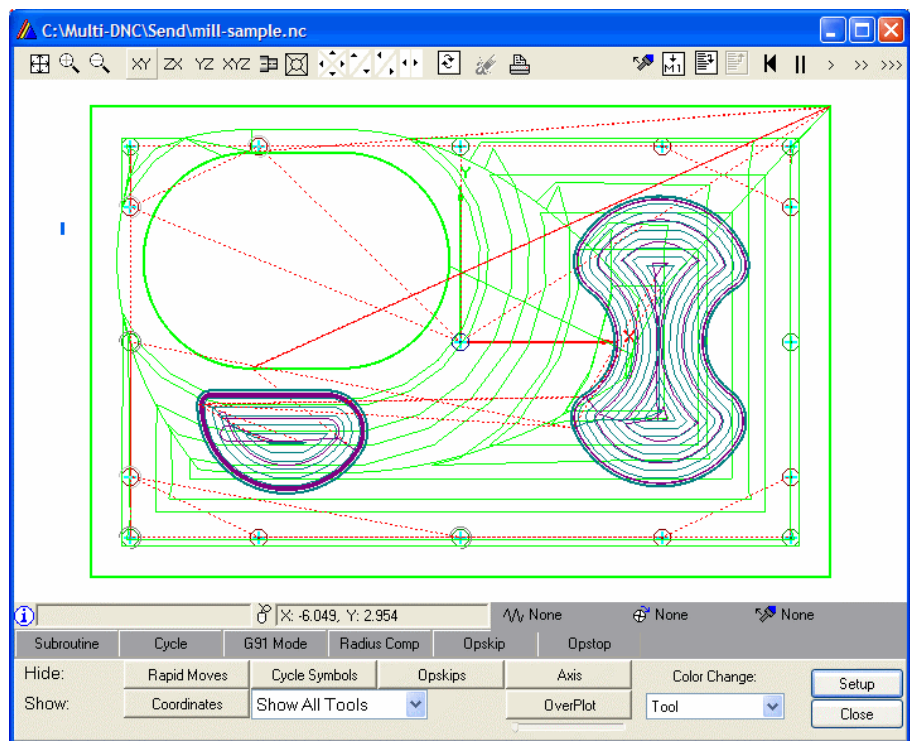 C:\Multi-DNC\Send\mill-sample.nc
XY ZX YZ XYZ M1 > >> >>>
Y
X
X: -6.049, Y: 2.954 None None None
Subroutine Cycle G91 Mode Radius Comp Opskip Opstop
Hide: Rapid Moves Cycle Symbols Opskips Axis Color Change: Setup
Show: Coordinates Show All Tools OverPlot Tool Close